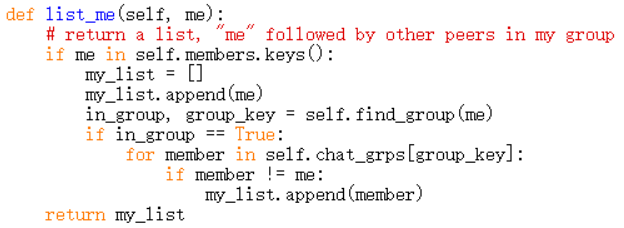 def list_me(self, me):
    # return a list, "me" followed by other peers in my group
    if me in self.members.keys():
        my_list = []
        my_list.append(me)
        in_group, group_key = self.find_group(me)
        if in_group == True:
            for member in self.chat_grps[group_key]:
                if member != me:
                    my_list.append(member)
    return my_list